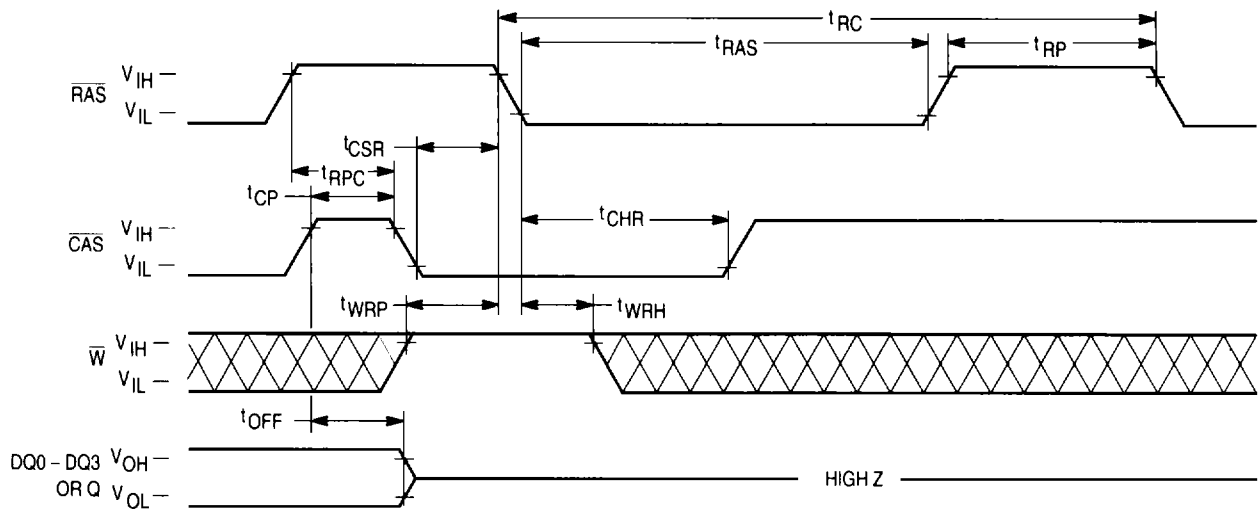 tRC
tRAS
tRP
RAS
VIH
VIL
tCSR
tRPC
tCP
tCHR
CAS
VIH
VIL
tWRP
tWRH
W
VIH
VIL
tOFF
DQ0 – DQ3
OR Q
VOH
VOL
HIGH Z